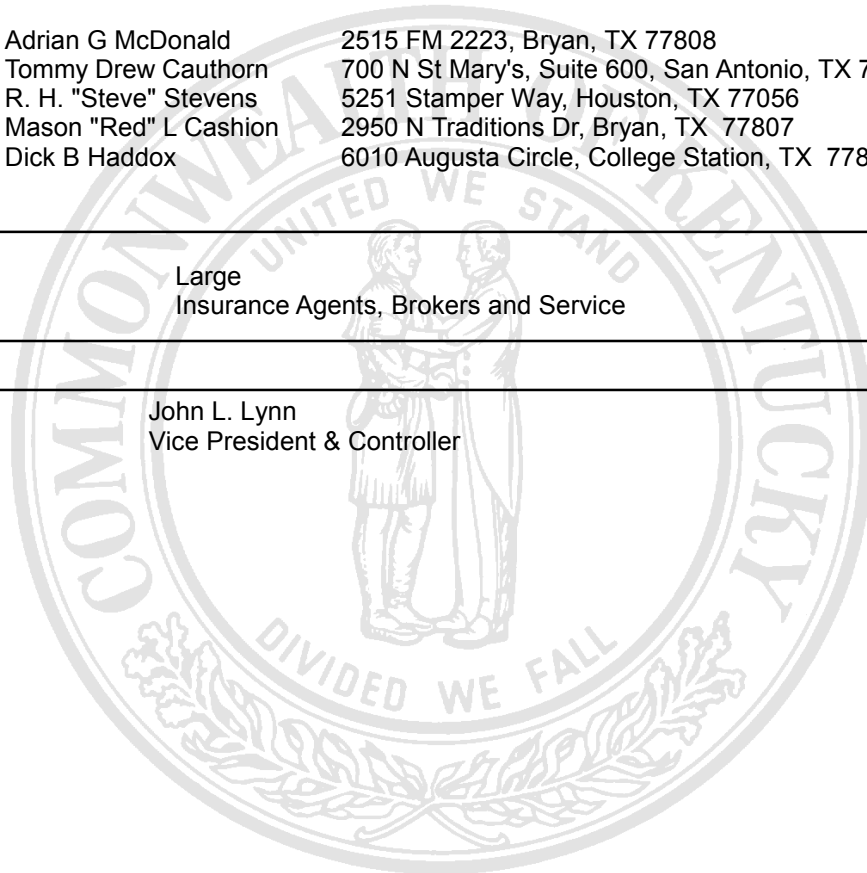 Adrian G McDonald 2515 FM 2223, Bryan, TX 77808
Tommy Drew Cauthorn 700 N St Mary's, Suite 600, San Antonio, TX 7
R. H. "Steve" Stevens 5251 Stamper Way, Houston, TX 77056
Mason "Red" L Cashion 2950 N Traditions Dr, Bryan, TX 77807
Dick B Haddox 6010 Augusta Circle, College Station, TX 778
Large
Insurance Agents, Brokers and Service
John L. Lynn
Vice President & Controller
COMMONWEALTH OF KENTUCKY
UNITED WE STAND
DIVIDED WE FALL